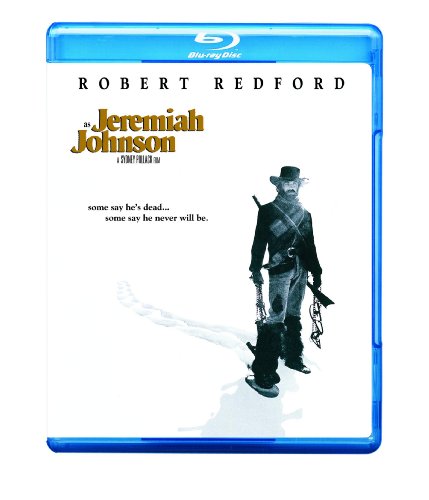 Blu-ray Disc
ROBERT REDFORD
as Jeremiah
Johnson
A SYDNEY POLLACK FILM
some say he's dead...
some say he never will be.